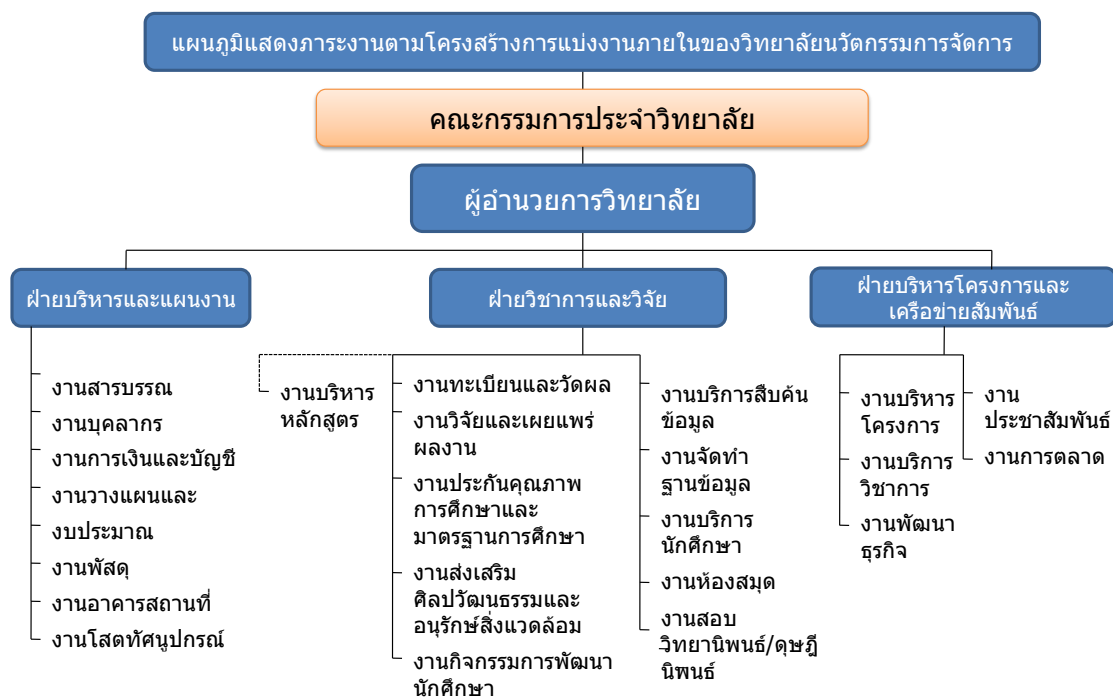 แผนภูมิแสดงภาระงานตามโครงสร้างการแบ่งงานภายในของวิทยาลัยนวัตกรรมการจัดการ
คณะกรรมการประจำวิทยาลัย
ผู้อำนวยการวิทยาลัย
ฝ่ายบริหารและแผนงาน
งานสารบรรณ
งานบุคลากร
งานการเงินและบัญชี
งานวางแผนและ
งบประมาณ
งานพัสดุ
งานอาคารสถานที่
งานโสตทัศนูปกรณ์
ฝ่ายวิชาการและวิจัย
งานบริหาร
หลักสูตร
งานทะเบียนและวัดผล
งานวิจัยและเผยแพร่
ผลงาน
งานประกันคุณภาพ
การศึกษาและ
มาตรฐานการศึกษา
งานส่งเสริม
ศิลปวัฒนธรรมและ
อนุรักษ์สิ่งแวดล้อม
งานกิจกรรมการพัฒนา
นักศึกษา
งานบริการสืบค้น
ข้อมูล
งานจัดทำ
ฐานข้อมูล
งานบริการ
นักศึกษา
งานห้องสมุด
งานสอบ
วิทยานิพนธ์/ดุษฎี
นิพนธ์
ฝ่ายบริหารโครงการและ
เครือข่ายสัมพันธ์
งานบริหาร
โครงการ
งานบริการ
วิชาการ
งานพัฒนา
ธุรกิจ
งาน
ประชาสัมพันธ์
งานการตลาด